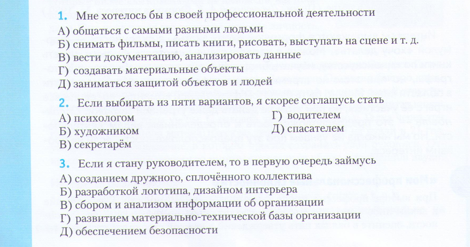 1. Мне хотелось бы в своей профессиональной деятельности
А) общаться с самыми разными людьми
Б) снимать фильмы, писать книги, рисовать, выступать на сцене и т. д.
В) вести документацию, анализировать данные
Г) создавать материальные объекты
Д) заниматься защитой объектов и людей
2. Если выбирать из пяти вариантов, я скорее соглашусь стать
А) психологом Г) водителем
Б) художником Д) спасателем
В) секретарём
3. Если я стану руководителем, то в первую очередь займусь
А) созданием дружного, сплочённого коллектива
Б) разработкой логотипа, дизайном интерьера
В) сбором и анализом информации об организации
Г) развитием материально-технической базы организации
Д) обеспечением безопасности